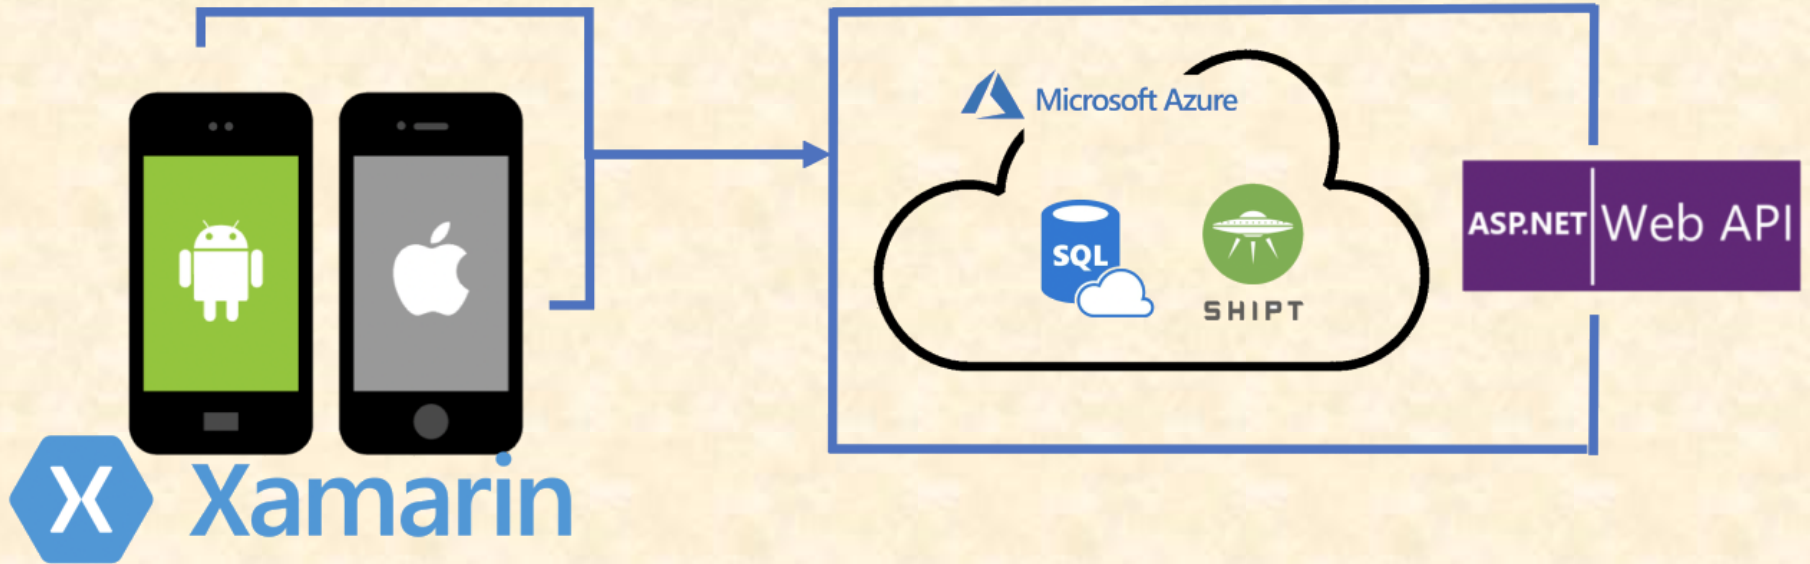 Microsoft Azure
SQL
SHIPT
ASP.NET Web API
X Xamarin